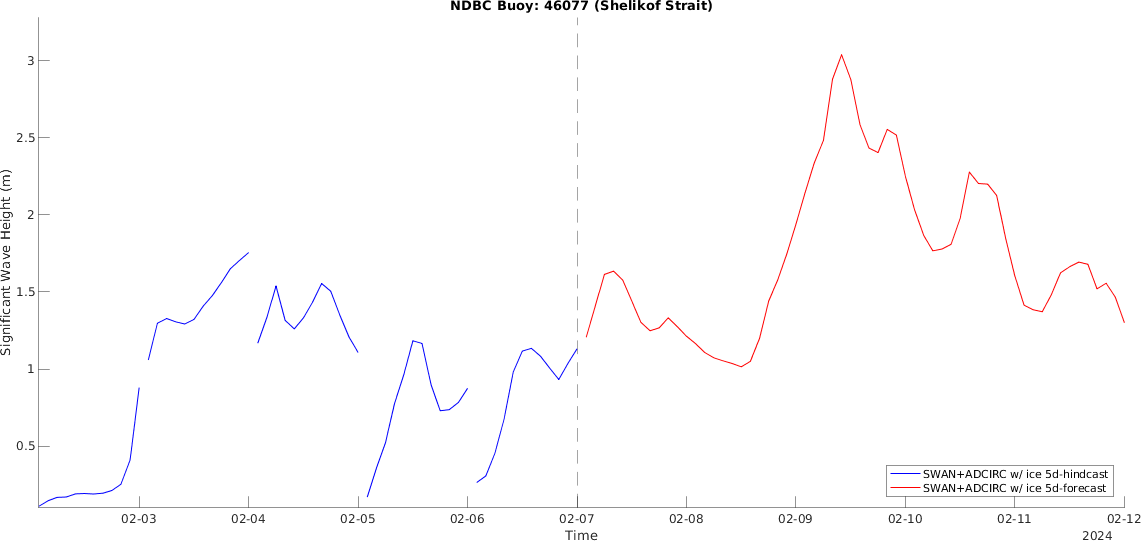 NDBC Buoy: 46077 (Shelikof Strait)
Significant Wave Height (m)
3
2.5
2
1.5
1
0.5
SWAN+ADCIRC w/ ice 5d-hindcast
SWAN+ADCIRC w/ ice 5d-forecast
02-03 02-04 02-05 02-06 02-07 02-08 02-09 02-10 02-11 02-12
Time
2024